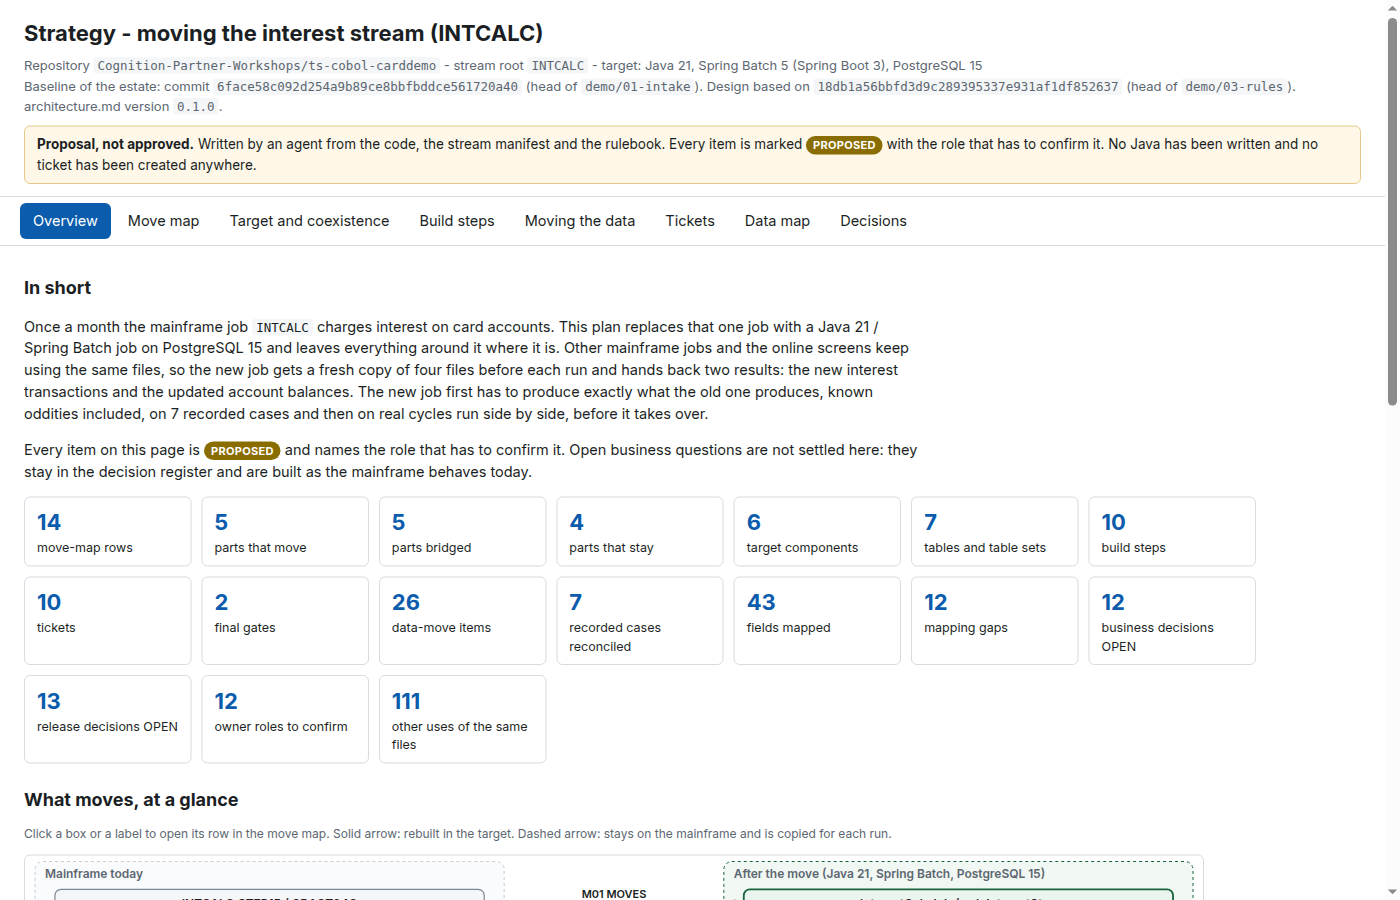 Strategy - moving the interest stream (INTCALC)
Repository Cognition-Partner-Workshops/ts-cobol-carddemo - stream root INTCALC - target: Java 21, Spring Batch 5 (Spring Boot 3), PostgreSQL 15
Baseline of the estate: commit 6face58c092d254a9b89ce8bbfbddce561720a40 (head of demo/01-intake ). Design based on 18db1a56bbfd3d9c289395337e931af1df852637 (head of demo/03-rules ).
architecture.md version 0.1.0 .
Proposal, not approved. Written by an agent from the code, the stream manifest and the rulebook. Every item is marked PROPOSED with the role that has to confirm it. No Java has been written and no
ticket has been created anywhere.
Overview Move map Target and coexistence Build steps Moving the data Tickets Data map Decisions
In short
Once a month the mainframe job INTCALC charges interest on card accounts. This plan replaces that one job with a Java 21 /
Spring Batch job on PostgreSQL 15 and leaves everything around it where it is. Other mainframe jobs and the online screens keep
using the same files, so the new job gets a fresh copy of four files before each run and hands back two results: the new interest
transactions and the updated account balances. The new job first has to produce exactly what the old one produces, known
oddities included, on 7 recorded cases and then on real cycles run side by side, before it takes over.
Every item on this page is PROPOSED and names the role that has to confirm it. Open business questions are not settled here: they
stay in the decision register and are built as the mainframe behaves today.
14 5 5 4 6 7 10
move-map rows parts that move parts bridged parts that stay target components tables and table sets build steps
10 2 26 7 43 12 12
tickets final gates data-move items recorded cases fields mapped mapping gaps business decisions
reconciled OPEN
13 12 111
release decisions OPEN owner roles to confirm other uses of the same
files
What moves, at a glance
Click a box or a label to open its row in the move map. Solid arrow: rebuilt in the target. Dashed arrow: stays on the mainframe and is copied for each run.
Mainframe today After the move (Java 21, Spring Batch, PostgreSQL 15)
M01 MOVES